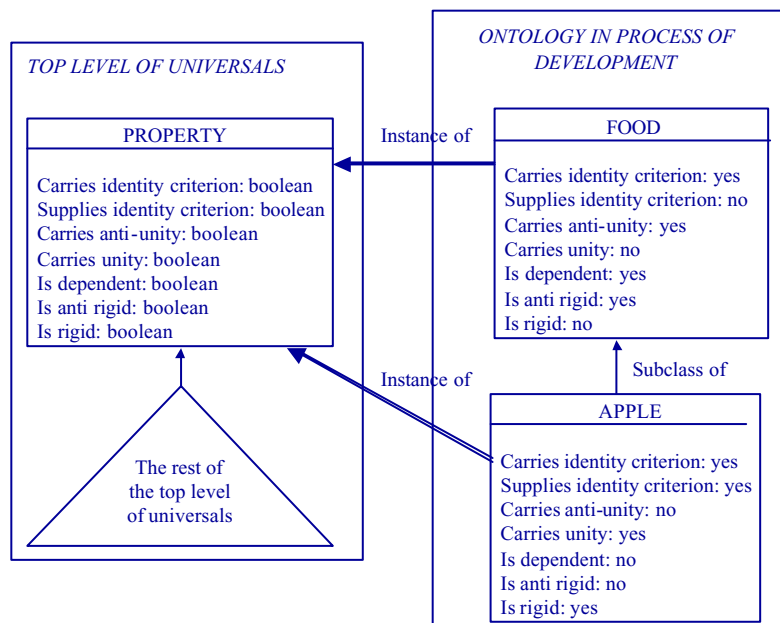 TOP LEVEL OF UNIVERSALS
PROPERTY
Carries identity criterion: boolean
Supplies identity criterion: boolean
Carries anti-unity: boolean
Carries unity: boolean
Is dependent: boolean
Is anti rigid: boolean
Is rigid: boolean
The rest of
the top level
of universals
Instance of
Instance of
ONTOLOGY IN PROCESS OF
DEVELOPMENT
FOOD
Carries identity criterion: yes
Supplies identity criterion: no
Carries anti-unity: yes
Carries unity: no
Is dependent: yes
Is anti rigid: yes
Is rigid: no
Subclass of
APPLE
Carries identity criterion: yes
Supplies identity criterion: yes
Carries anti-unity: no
Carries unity: yes
Is dependent: no
Is anti rigid: no
Is rigid: yes